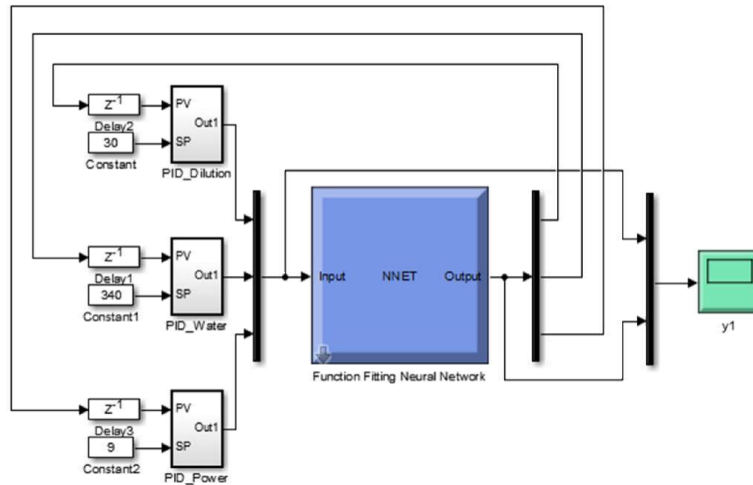 Z-1
PV
Out1
Delay2
30
SP
Constant
PID_Dilution
Z-1
PV
Out1
Delay1
340
SP
Constant1
PID_Water
Input
NNET
Output
Function Fitting Neural Network
y1
Z-1
PV
Out1
Delay3
9
SP
Constant2
PID_Power